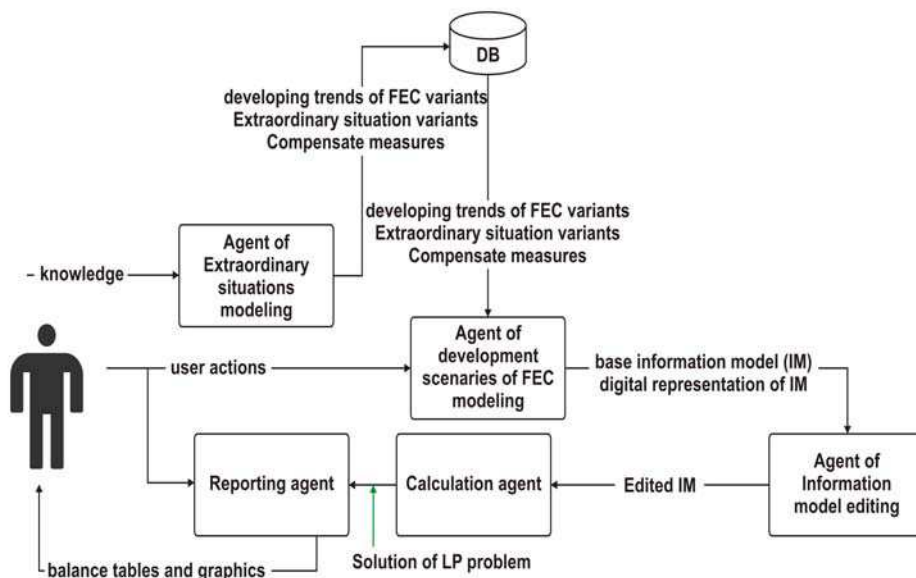 DB
developing trends of FEC variants
Extraordinary situation variants
Compensate measures
developing trends of FEC variants
Extraordinary situation variants
Compensate measures
Agent of
Extraordinary
situations
modeling
– knowledge
Agent of
development
scenaries of FEC
modeling
user actions
base information model (IM)
digital representation of IM
Reporting agent
Calculation agent
Edited IM
Agent of
Information
model editing
balance tables and graphics
Solution of LP problem